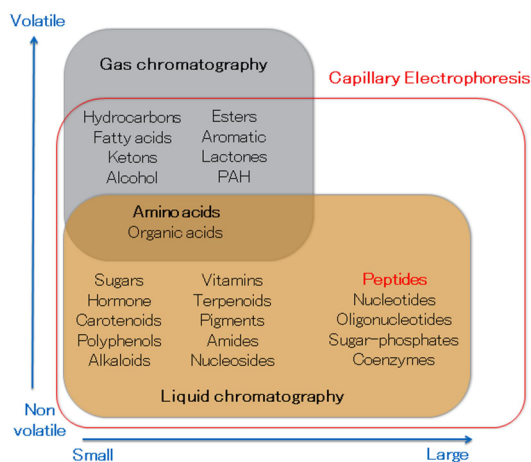 Volatile
Gas chromatography
Capillary Electrophoresis
Hydrocarbons Esters
Fatty acids Aromatic
Ketons Lactones
Alcohol PAH
Amino acids
Organic acids
Sugars Vitamins Peptides
Hormone Terpenoids Nucleotides
Carotenoids Pigments Oligonucleotides
Polyphenols Amides Sugar-phosphates
Alkaloids Nucleosides Coenzymes
Liquid chromatography
Non
volatile
Small Large